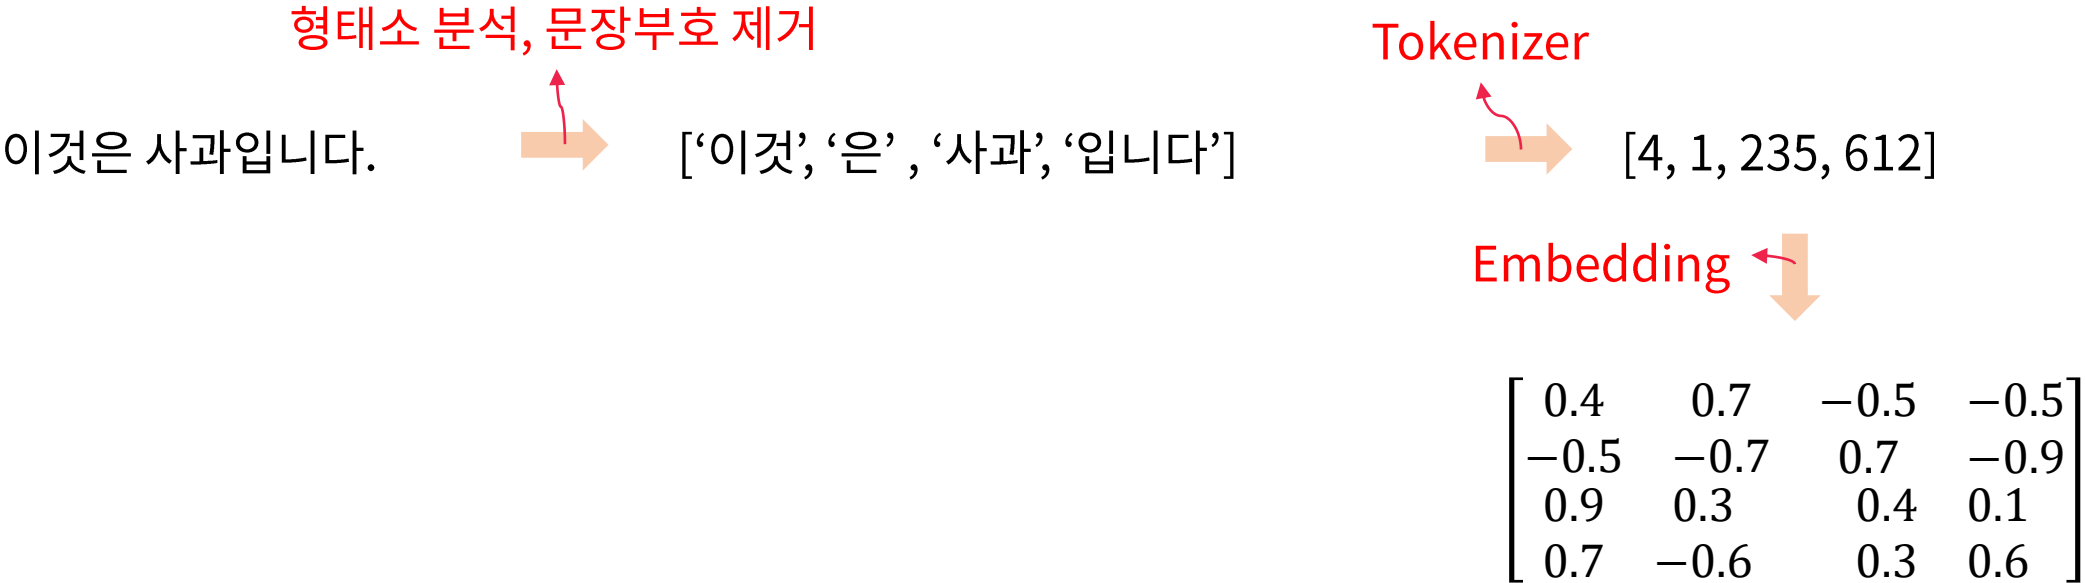 형태소 분석, 문장부호 제거
Tokenizer
이것은 사과입니다.
[‘이것’, ‘은’ , ‘사과’, ‘입니다’]
[4, 1, 235, 612]
Embedding
0.4 0.7 −0.5 −0.5
−0.5 −0.7 0.7 −0.9
0.9 0.3 0.4 0.1
0.7 −0.6 0.3 0.6